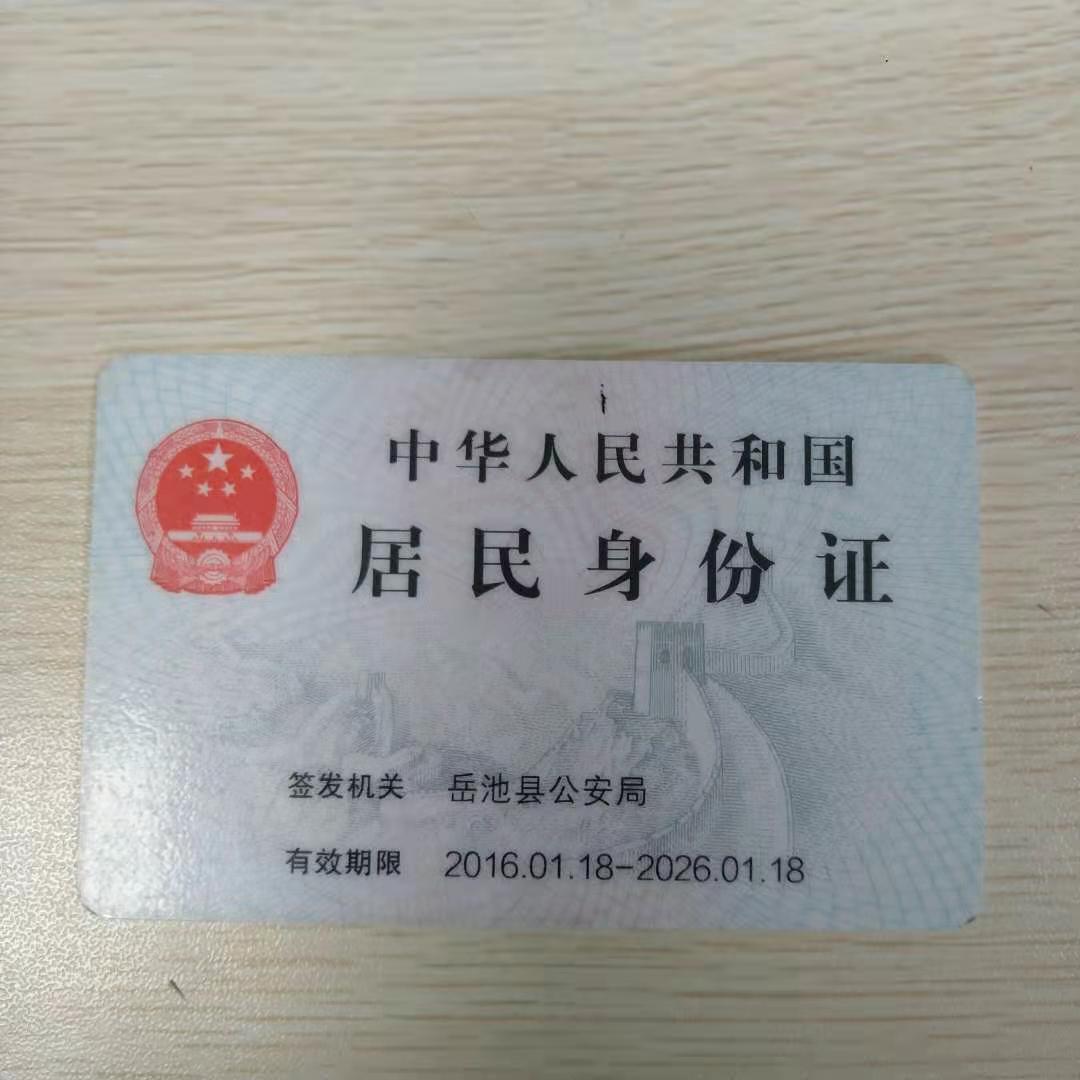 中华人民共和国
居民身份证
签发机关 岳池县公安局
有效期限 2016.01.18-2026.01.18